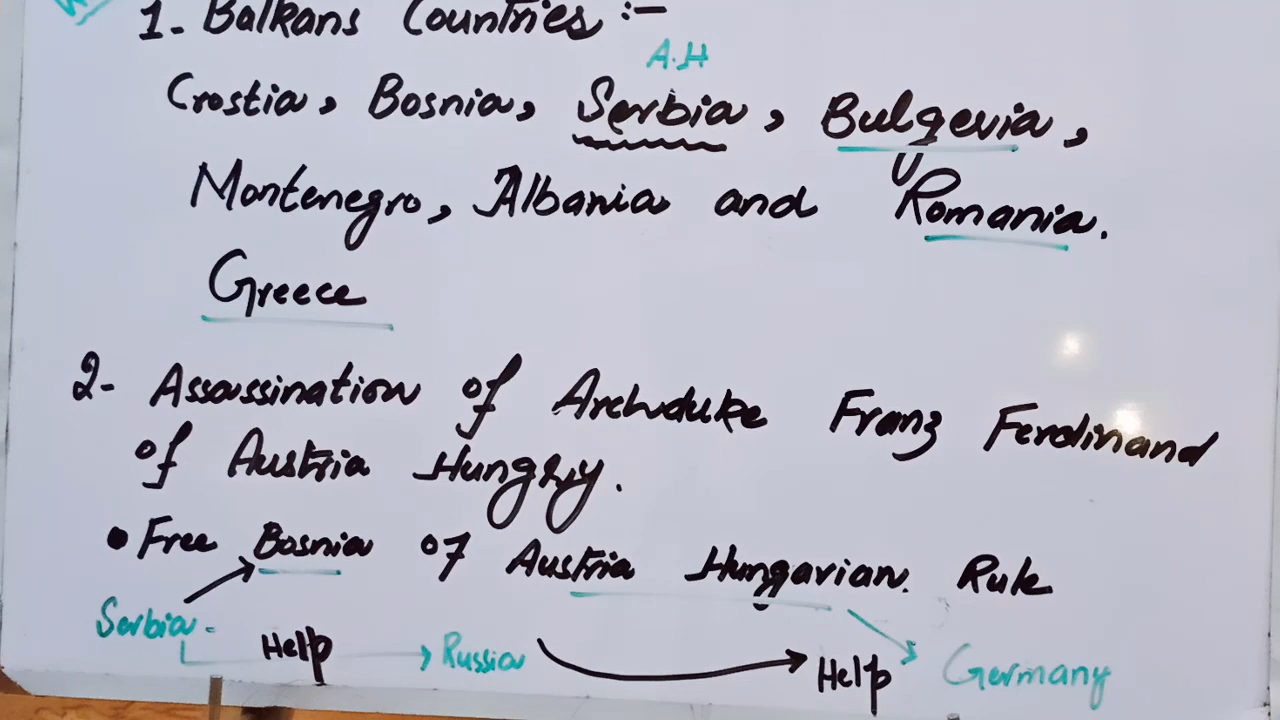 1. Balkans Countries :-
A.H
Crostia, Bosnia, Serbia, Bulgeria,
Montenegro, Albania and Romania.
Greece
2- Assassination of Archduke Franz Ferdinand
of Austria Hungry.
• Free Bosnia of Austria Hungarian. Rule
Serbia - Help → Russia → Help Germany